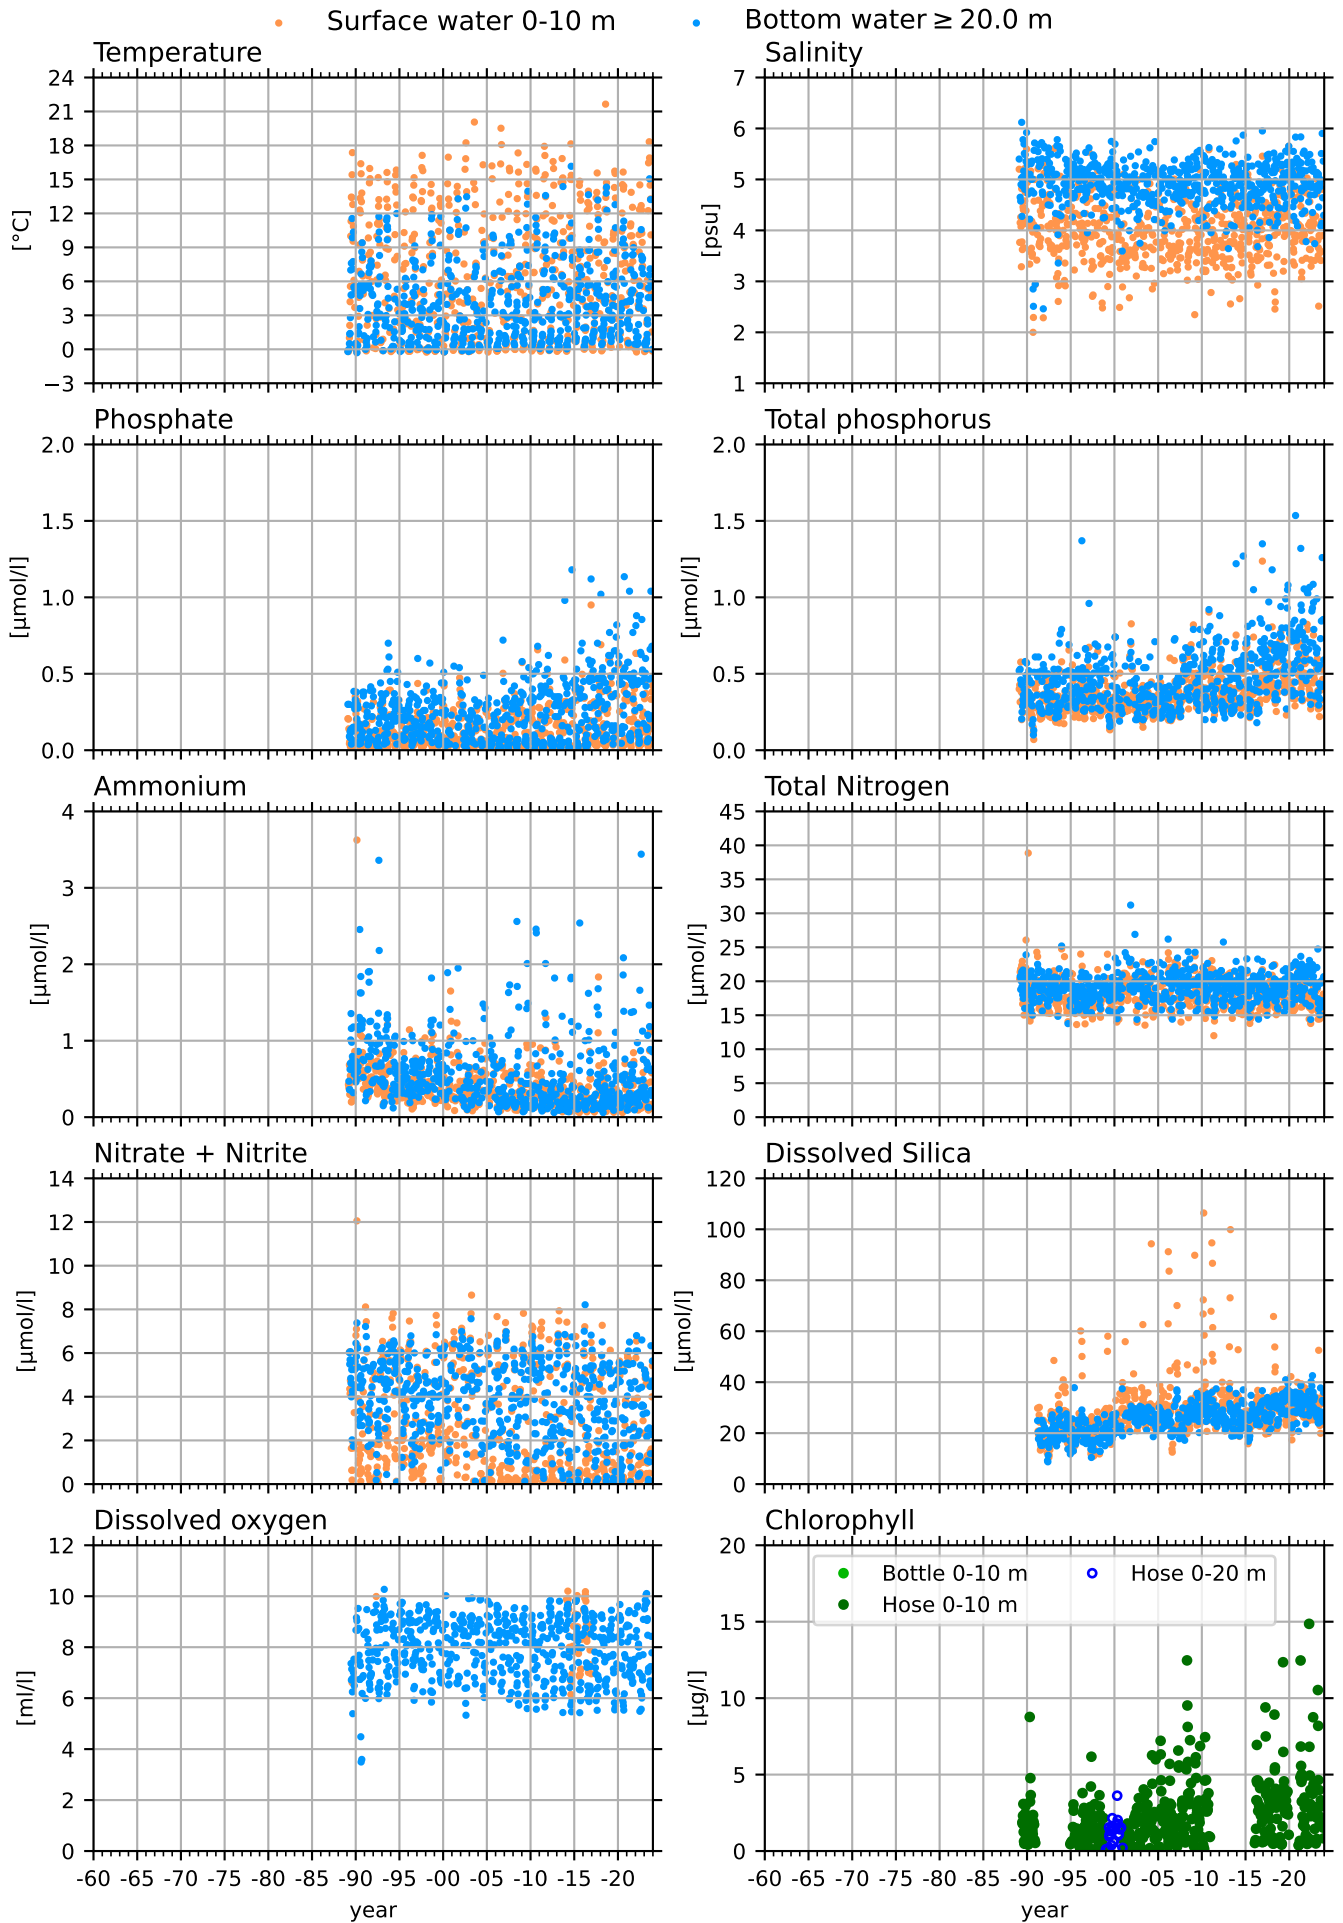 Surface water 0-10 m   Bottom water ≥ 20.0 m
Temperature   Salinity
24 21 18 15 12 9 6 3 0 −3
[°C]
7 6 5 4 3 2 1
[psu]
Phosphate   Total phosphorus
2.0 1.5 1.0 0.5 0.0
[µmol/l]
2.0 1.5 1.0 0.5 0.0
[µmol/l]
Ammonium   Total Nitrogen
4 3 2 1 0
[µmol/l]
45 40 35 30 25 20 15 10 5 0
[µmol/l]
Nitrate + Nitrite   Dissolved Silica
14 12 10 8 6 4 2 0
[µmol/l]
120 100 80 60 40 20 0
[µmol/l]
Dissolved oxygen   Chlorophyll
12 10 8 6 4 2 0
[ml/l]
20 15 10 5 0
[µg/l]
Bottle 0-10 m   Hose 0-20 m
Hose 0-10 m
-60 -65 -70 -75 -80 -85 -90 -95 -00 -05 -10 -15 -20   -60 -65 -70 -75 -80 -85 -90 -95 -00 -05 -10 -15 -20
year   year